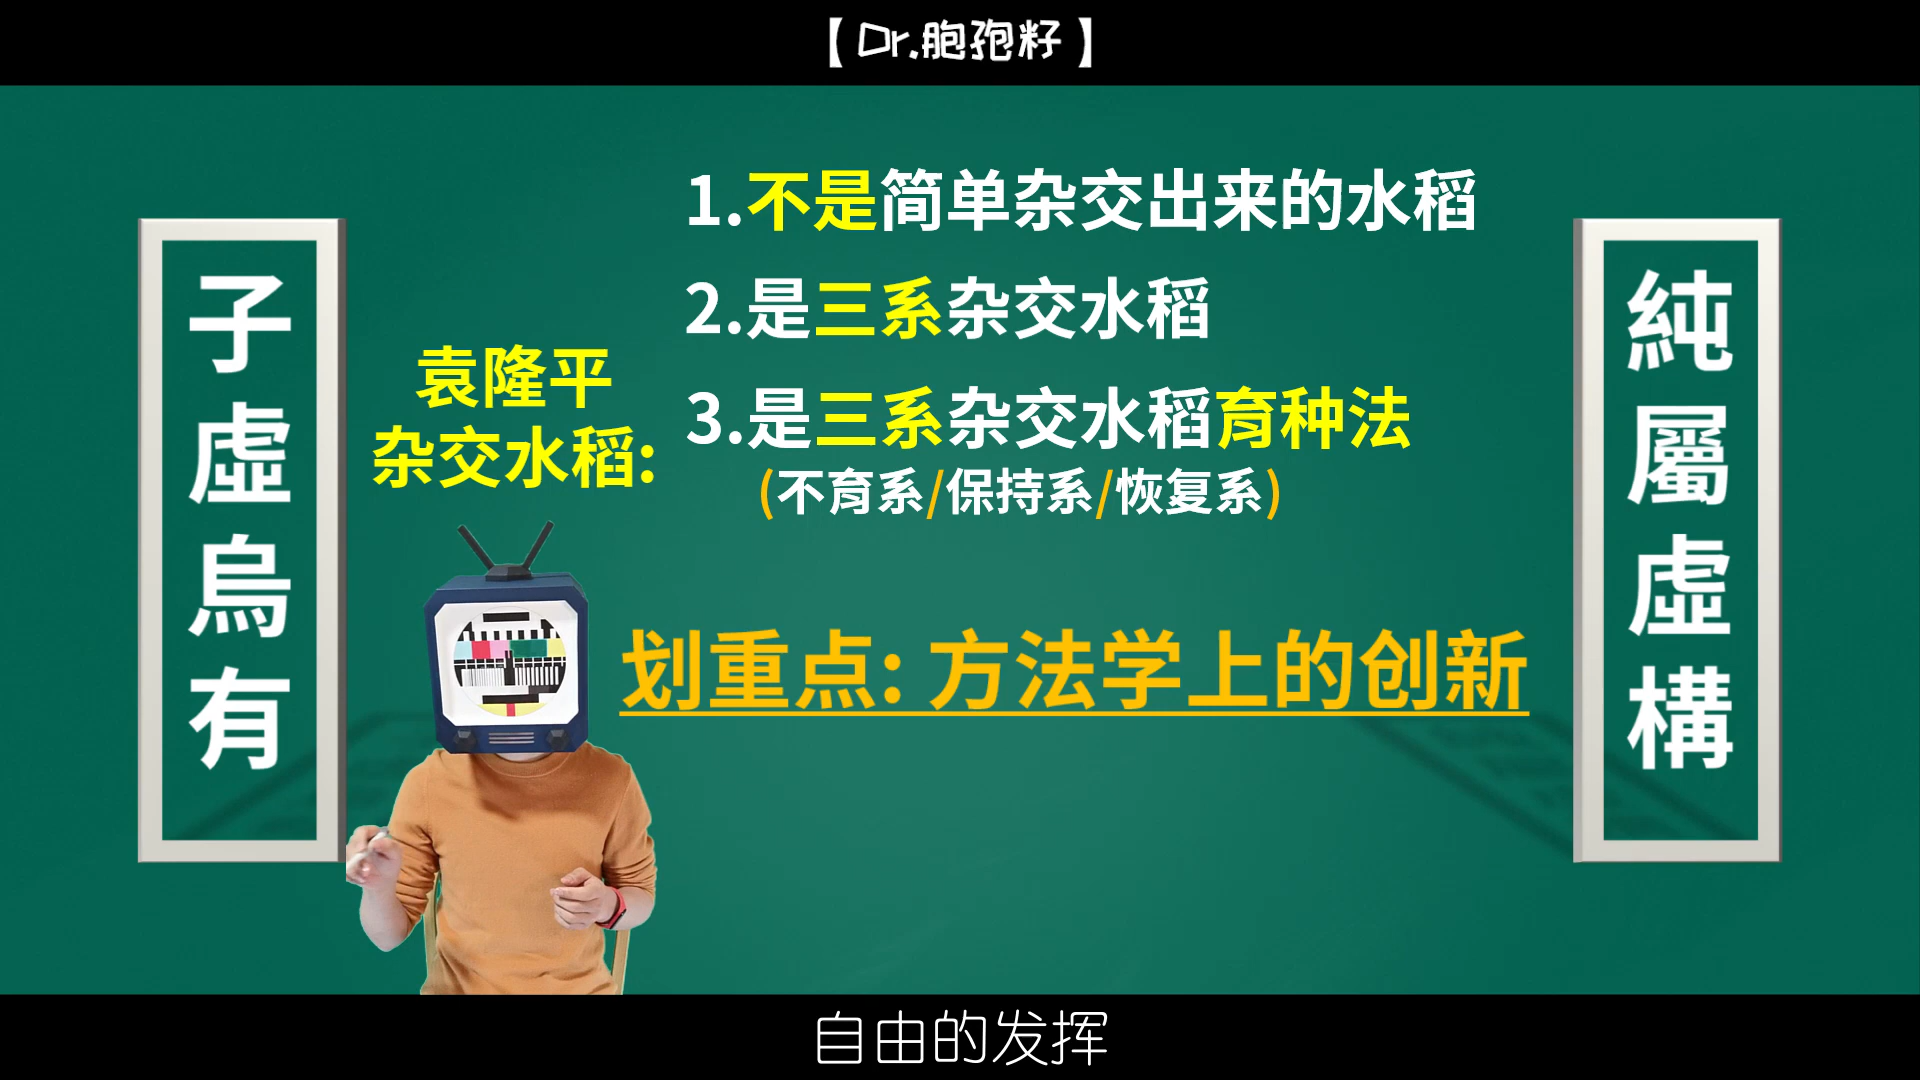 【Dr.胞孢籽】
子虛烏有
袁隆平
杂交水稻:
1.不是简单杂交出来的水稻
2.是三系杂交水稻
3.是三系杂交水稻育种法
(不育系/保持系/恢复系)
划重点: 方法学上的创新
純屬虛構
自由的发挥